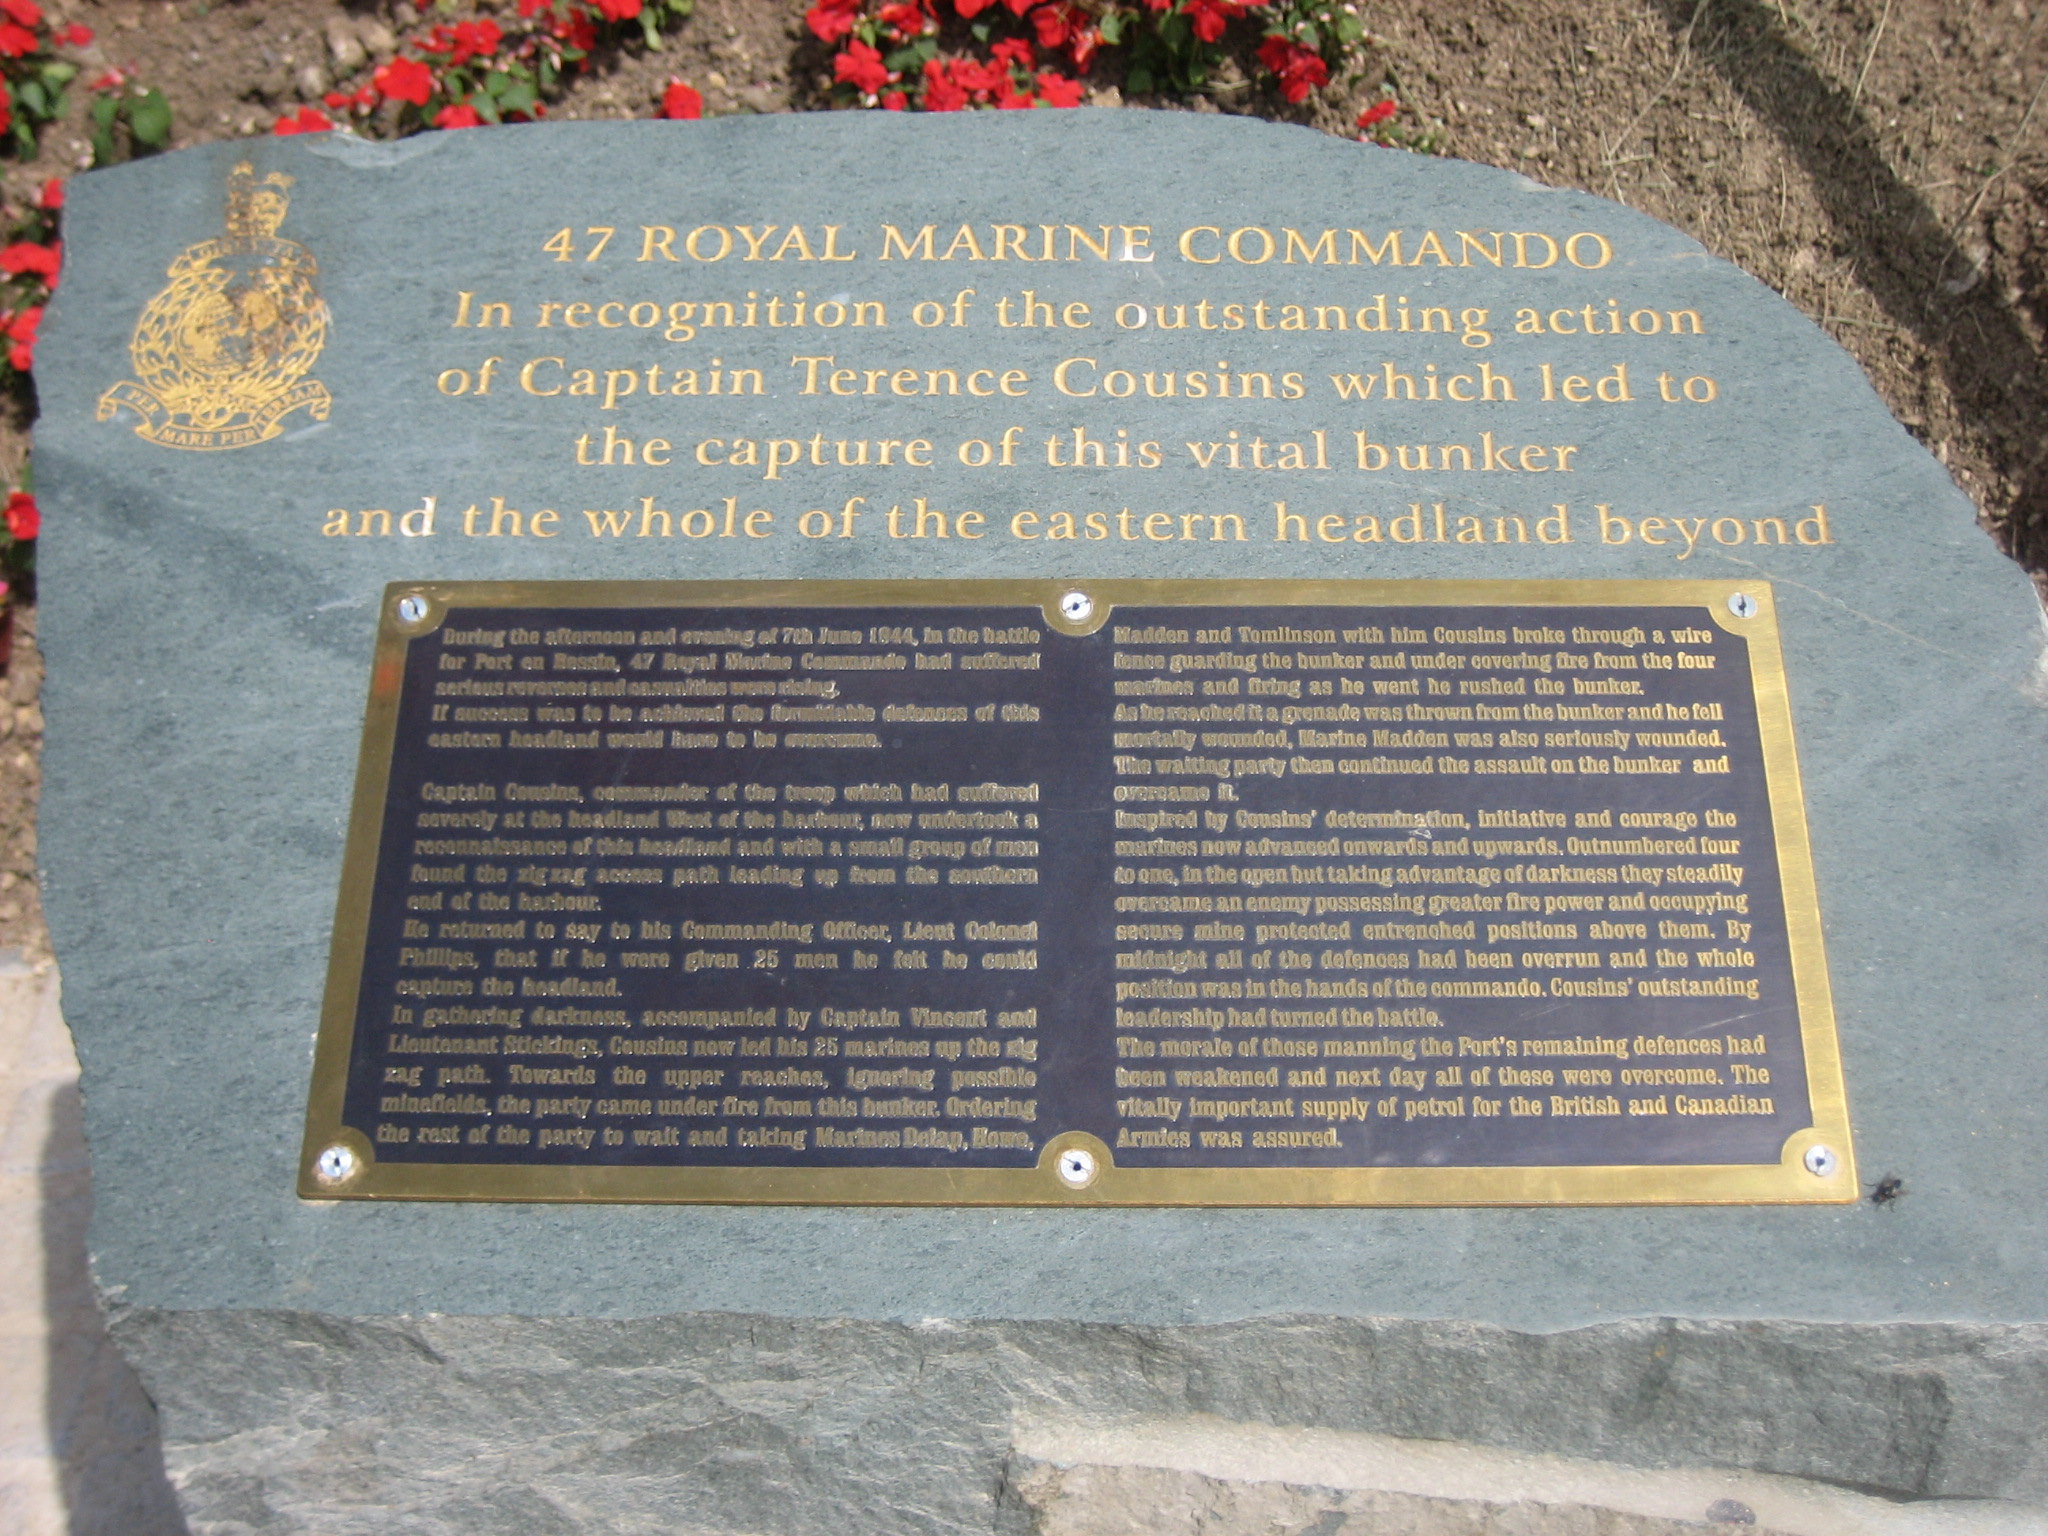 47 ROYAL MARINE COMMANDO
In recognition of the outstanding action
of Captain Terence Cousins which led to
the capture of this vital bunker
and the whole of the eastern headland beyond
PER
MARE PER
TERRAM
During the afternoon and evening of 7th June 1944, in the battle
for Port en Bessin, 47 Royal Marine Commando had suffered
serious reverses and casualties were rising.
If success was to be achieved the formidable defences of this
eastern headland would have to be overcome.
Captain Cousins, commander of the troop which had suffered
severely at the headland West of the harbour, now undertook a
reconnaissance of this headland and with a small group of men
found the zig zag access path leading up from the southern
end of the harbour.
He returned to say to his Commanding Officer, Lieut Colonel
Phillips, that if he were given 25 men he felt he could
capture the headland.
In gathering darkness, accompanied by Captain Vincent and
Lieutenant Stickings, Cousins now led his 25 marines up the zig
zag path. Towards the upper reaches, ignoring possible
minefields, the party came under fire from this bunker. Ordering
the rest of the party to wait and taking Marines Delap, Howe,
Madden and Tomlinson with him Cousins broke through a wire
fence guarding the bunker and under covering fire from the four
marines and firing as he went he rushed the bunker.
As he reached it a grenade was thrown from the bunker and he fell
mortally wounded, Marine Madden was also seriously wounded.
The waiting party then continued the assault on the bunker and
overcame it.
Inspired by Cousins' determination, initiative and courage the
marines now advanced onwards and upwards. Outnumbered four
to one, in the open but taking advantage of darkness they steadily
overcame an enemy possessing greater fire power and occupying
secure mine protected entrenched positions above them. By
midnight all of the defences had been overrun and the whole
position was in the hands of the commando. Cousins' outstanding
leadership had turned the battle.
The morale of those manning the Port's remaining defences had
been weakened and next day all of these were overcome. The
vitally important supply of petrol for the British and Canadian
Armies was assured.